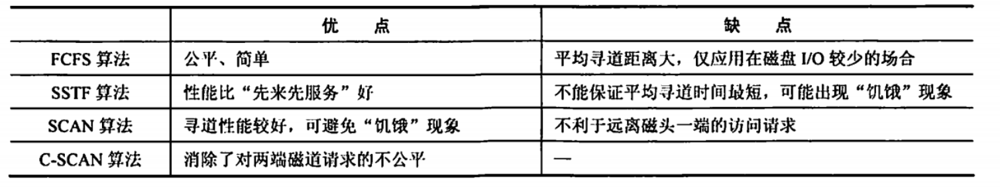 优 点 缺 点
FCFS 算法 公平、简单 平均寻道距离大，仅应用在磁盘 I/O 较少的场合
SSTF 算法 性能比“先来先服务”好 不能保证平均寻道时间最短，可能出现“饥饿”现象
SCAN 算法 寻道性能较好，可避免“饥饿”现象 不利于远离磁头一端的访问请求
C-SCAN 算法 消除了对两端磁道请求的不公平 —